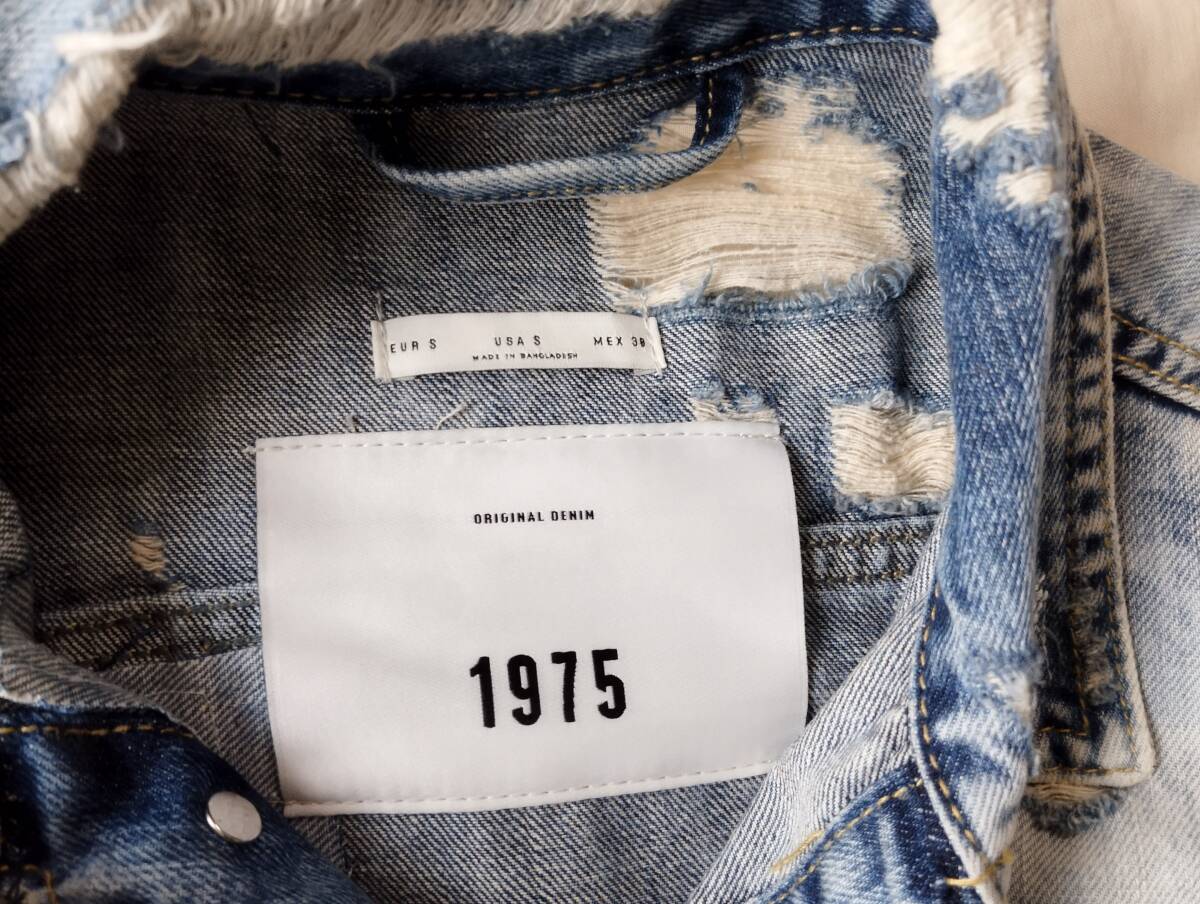 EUR S USA S MEX 38
MADE IN BANGLADESH
ORIGINAL DENIM
1975